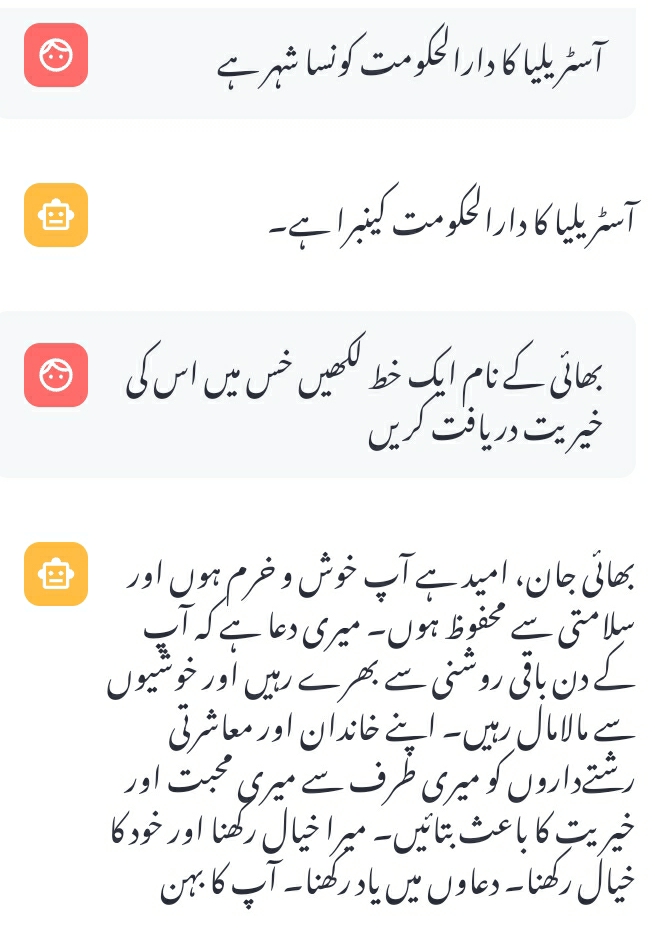 آسٹریلیا کا دارالحکومت کونسا شہر ہے
آسٹریلیا کا دارالحکومت کینبرا ہے۔
بھائی کے نام ایک خط لکھیں خس میں اس کی
خیریت دریافت کریں
بھائی جان، امید ہے آپ خوش و خرم ہوں اور
سلامتی سے محفوظ ہوں۔ میری دعا ہے کہ آپ
کے دن باقی روشنی سے بھرے رہیں اور خوشیوں
سے مالامال رہیں۔ اپنے خاندان اور معاشرتی
رشتےداروں کو میری طرف سے میری محبت اور
خیریت کا باعث بتائیں۔ میرا خیال رکھنا اور خود کا
خیال رکھنا۔ دعاوں میں یاد رکھنا۔ آپ کا بہن